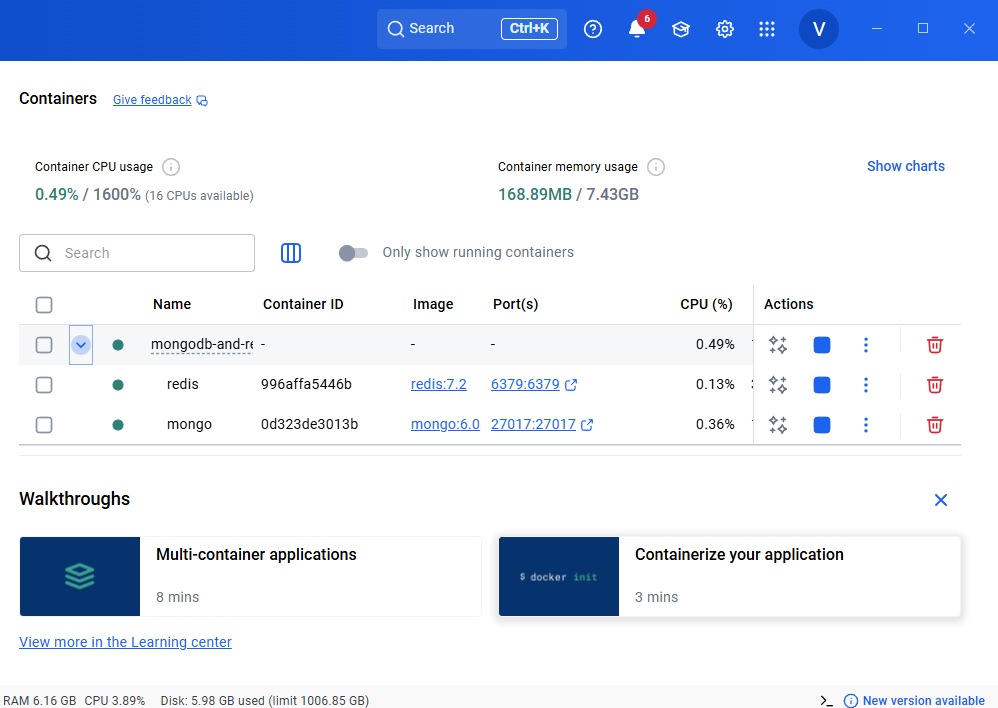 Search Ctrl+K 6 V
Containers Give feedback
Container CPU usage Container memory usage Show charts
0.49% / 1600% (16 CPUs available) 168.89MB / 7.43GB
Search Only show running containers
Name Container ID Image Port(s) CPU (%) Actions
mongodb-and-re - - - 0.49%
redis 996affa5446b redis:7.2 6379:6379 0.13%
mongo 0d323de3013b mongo:6.0 27017:27017 0.36%
Walkthroughs
Multi-container applications
8 mins
$ docker init
Containerize your application
3 mins
View more in the Learning center
RAM 6.16 GB CPU 3.89% Disk: 5.98 GB used (limit 1006.85 GB) New version available